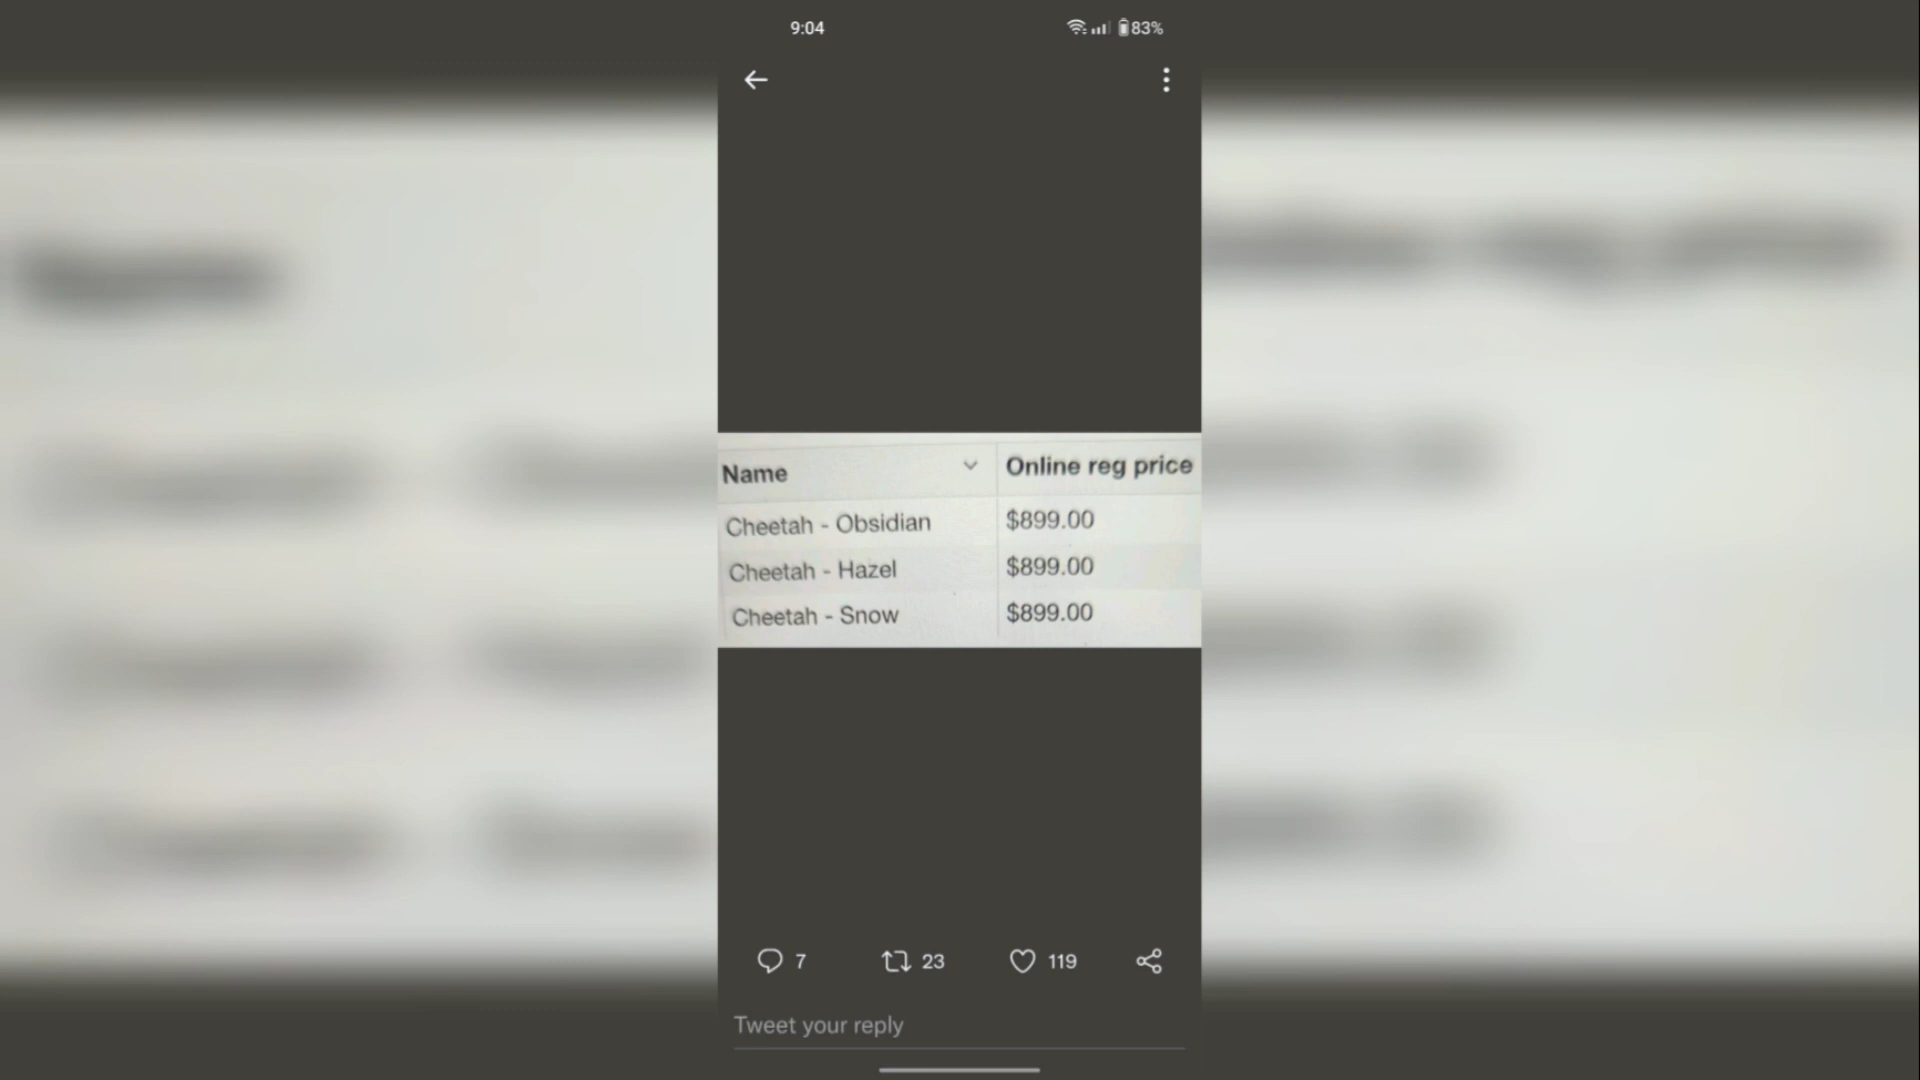 9:04 83%
Name Online reg price
Cheetah - Obsidian $899.00
Cheetah - Hazel $899.00
Cheetah - Snow $899.00
7 23 119
Tweet your reply